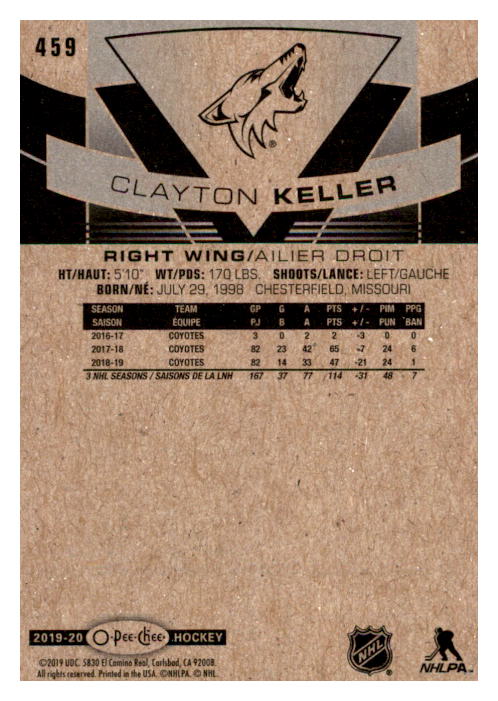 459
®
CLAYTON KELLER
RIGHT WING/AILIER DROIT
HT/HAUT: 5'10" WT/PDS: 170 LBS. SHOOTS/LANCE: LEFT/GAUCHE
BORN/NÉ: JULY 29, 1998 CHESTERFIELD, MISSOURI
SEASON TEAM GP G A PTS +/- PIM PPG
SAISON ÉQUIPE PJ B A PTS +/- PUN BAN
2016-17 COYOTES 3 0 2 2 -3 0 0
2017-18 COYOTES 82 23 42 65 -7 24 6
2018-19 COYOTES 82 14 33 47 -21 24 1
3 NHL SEASONS / SAISONS DE LA LNH 167 37 77 114 -31 48 7
2019-20 O-Pee-Chee HOCKEY
©2019 UDC. 5830 El Camino Real, Carlsbad, CA 92008.
All rights reserved. Printed in the USA. ©NHLPA. © NHL.
NHL
NHLPA